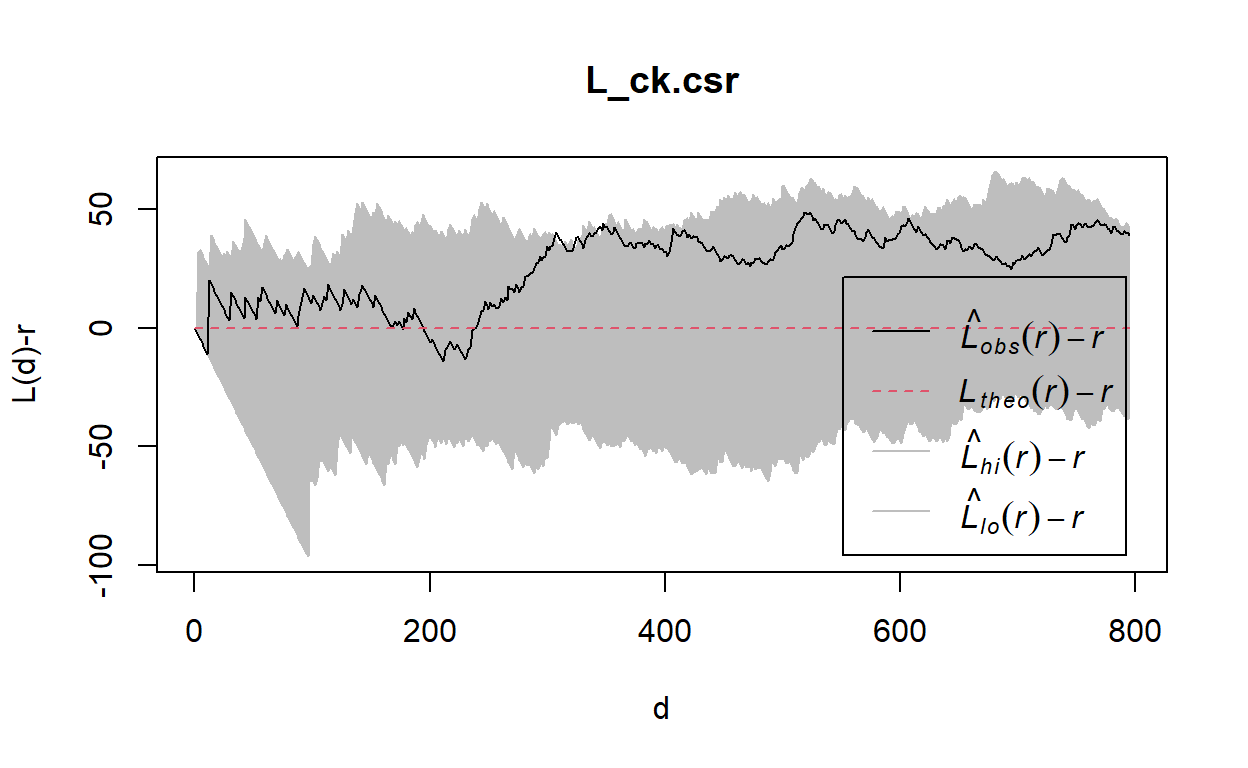 L_ck.csr
L(d)-r
50
0
-50
-100
L̂obs(r) – r
Ltheo(r) – r
L̂hi(r) – r
L̂lo(r) – r
0 200 400 600 800
d